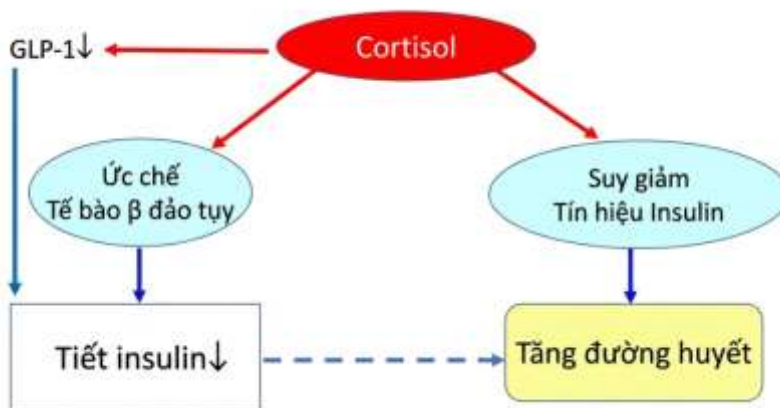 Cortisol
GLP-1↓
Ức chế
Tế bào β đảo tụy
Suy giảm
Tín hiệu Insulin
Tiết insulin↓
Tăng đường huyết